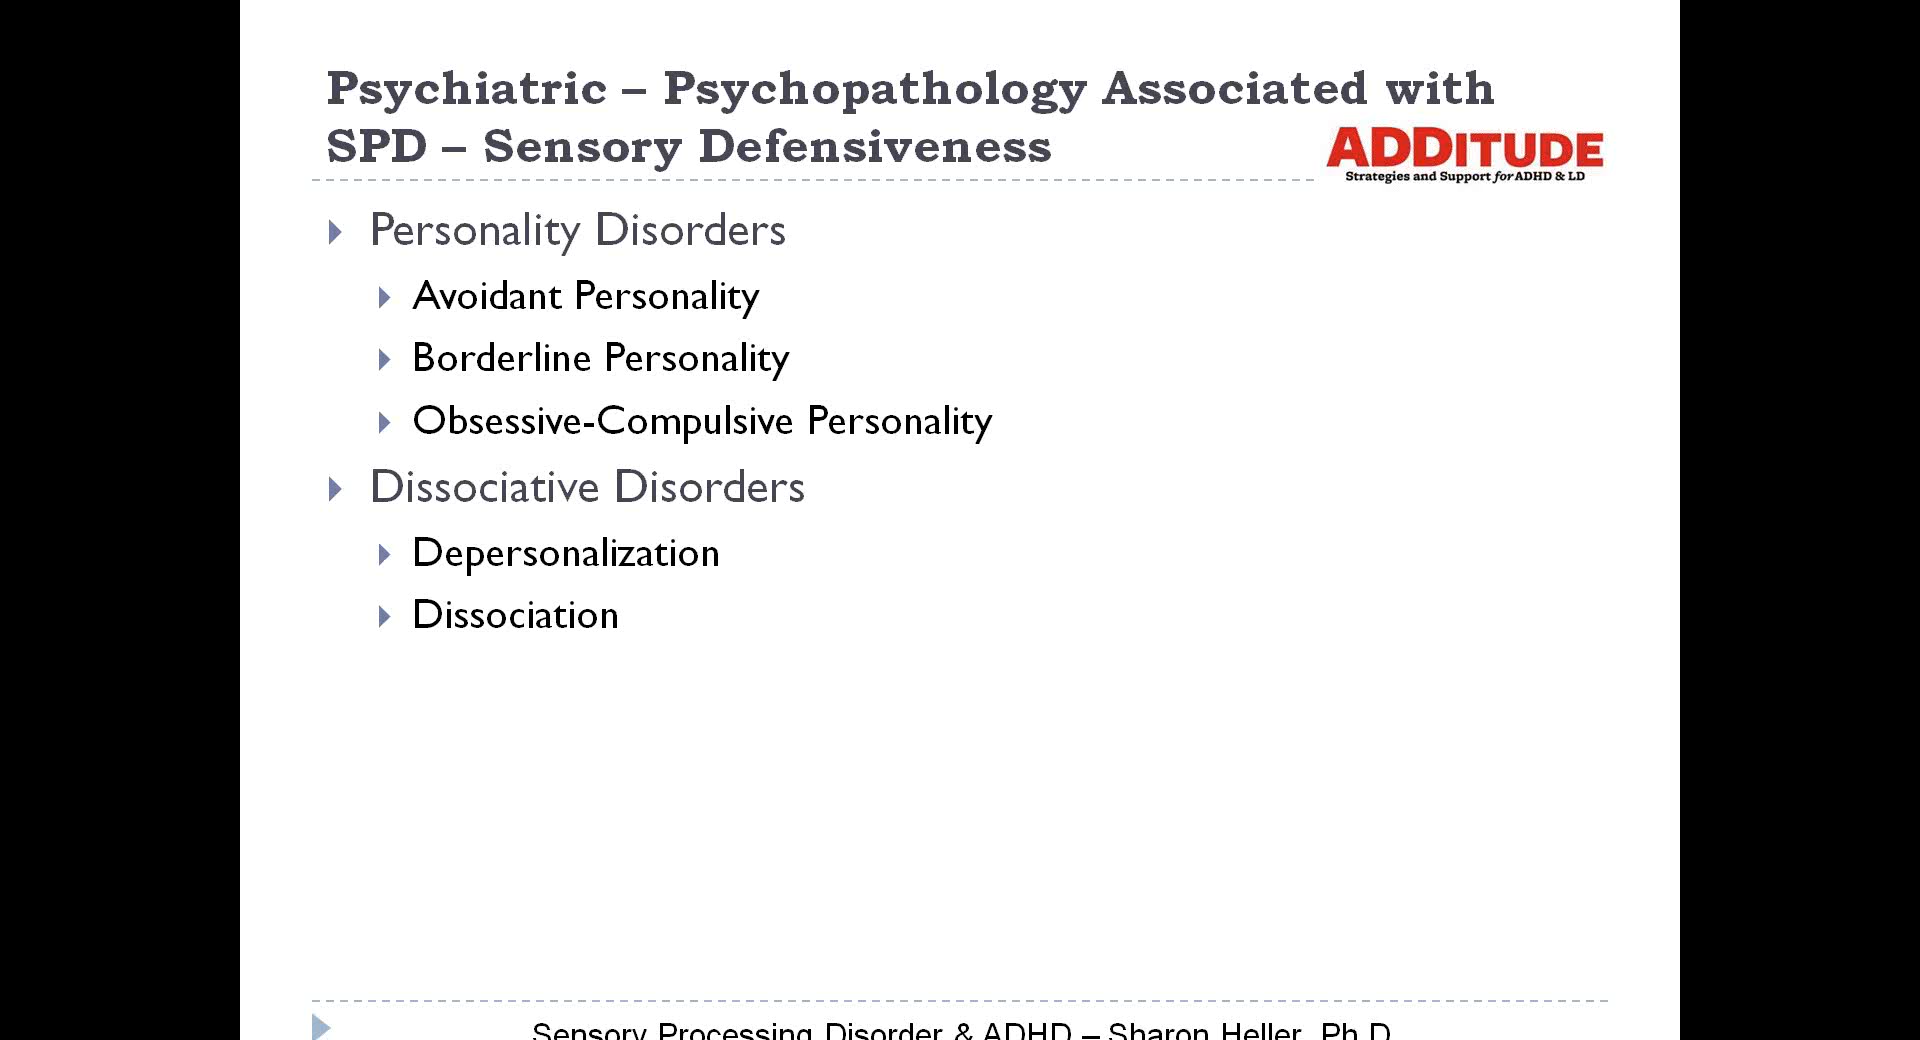 Psychiatric – Psychopathology Associated with
SPD – Sensory Defensiveness
ADDITUDE
Strategies and Support for ADHD & LD
Personality Disorders
Avoidant Personality
Borderline Personality
Obsessive-Compulsive Personality
Dissociative Disorders
Depersonalization
Dissociation
Sensory Processing Disorder & ADHD – Sharon Heller, Ph.D.